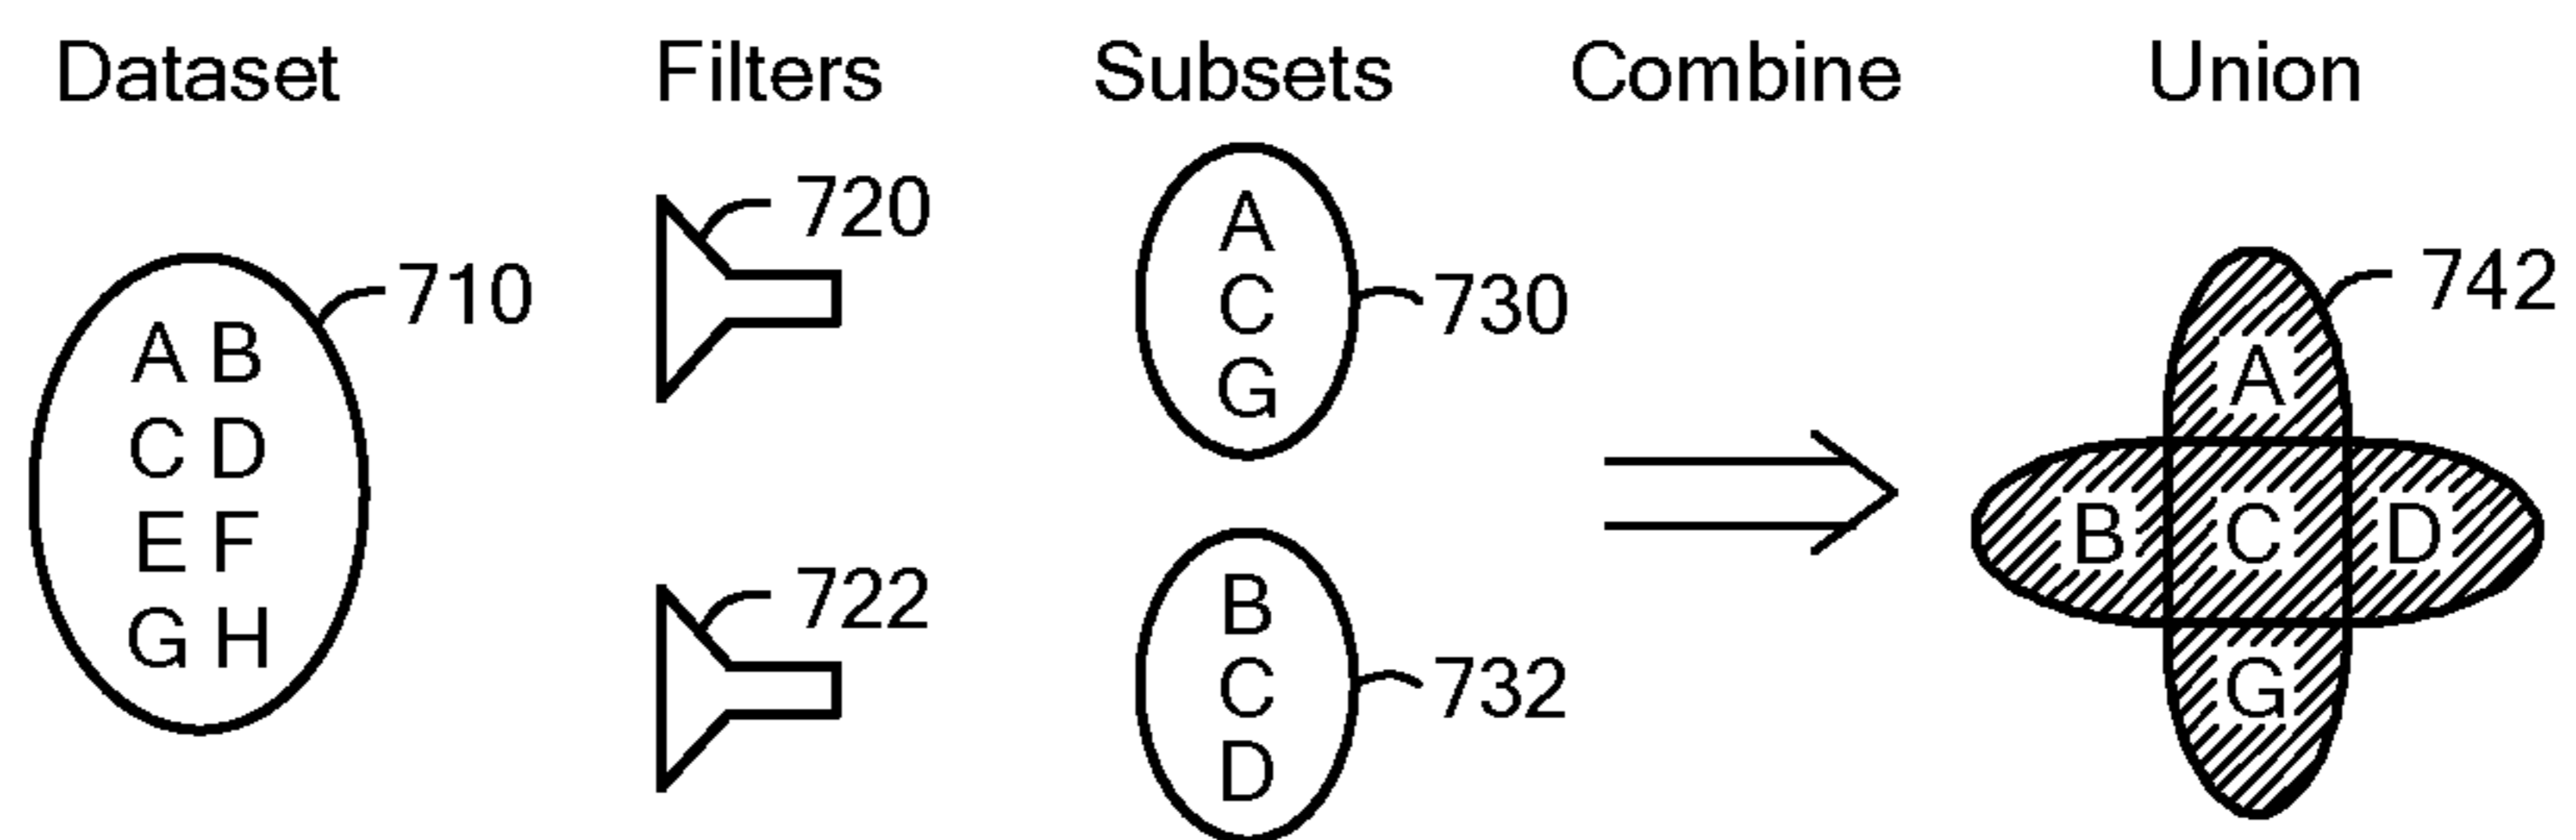 Dataset Filters Subsets Combine Union
710
A B
C D
E F
G H
720
722
A
C
G
730
B
C
D
732
742
A
B C D
G